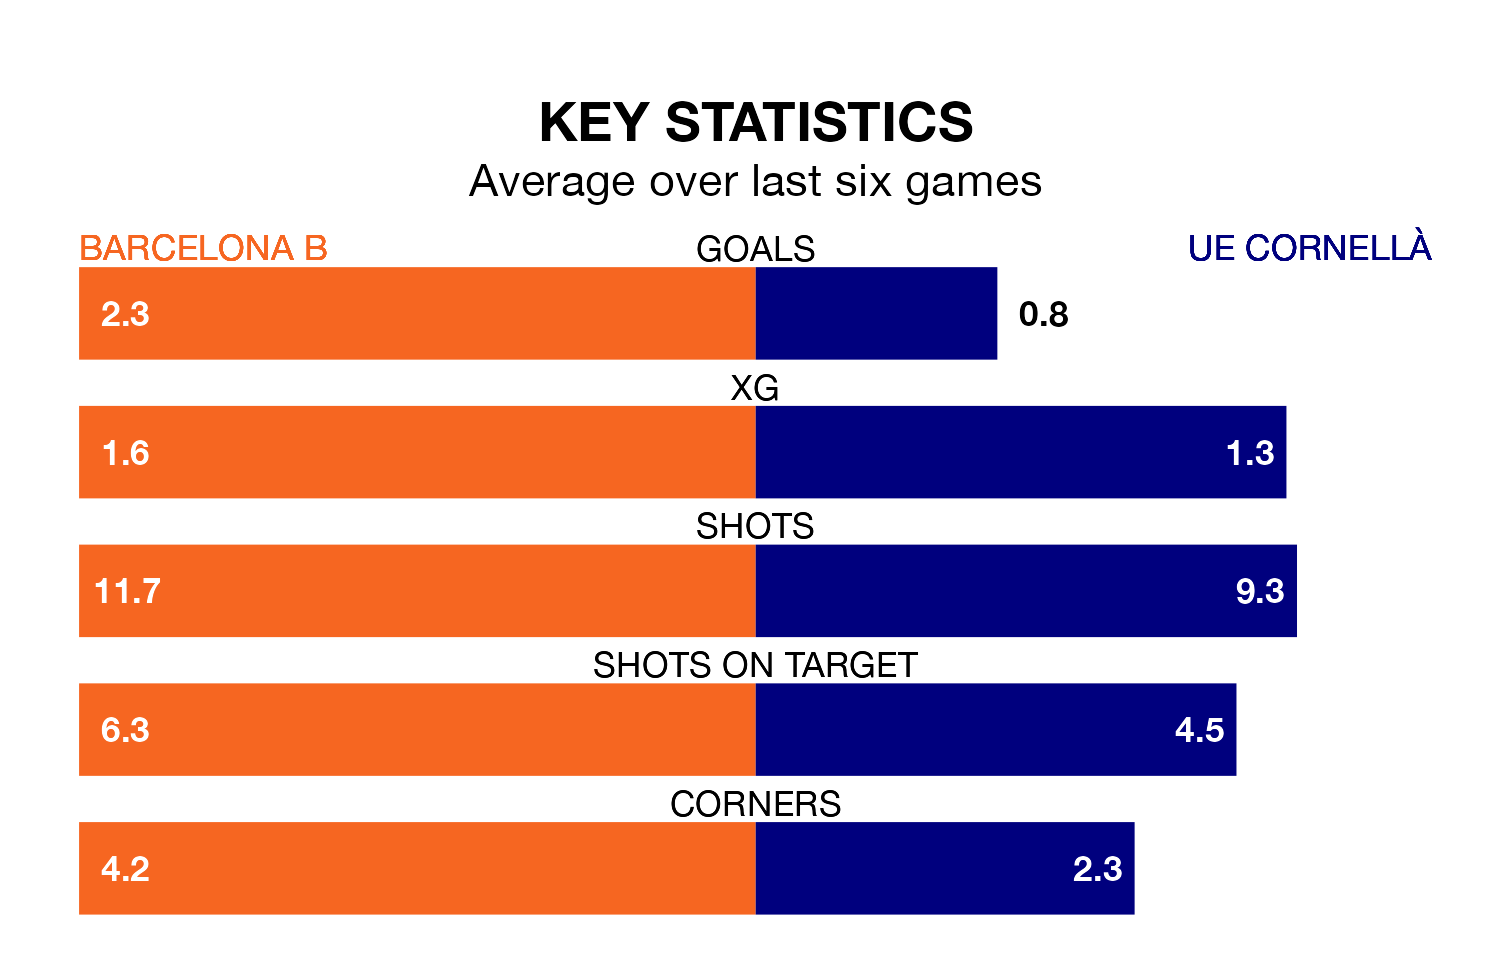 KEY STATISTICS
Average over last six games
BARCELONA B GOALS UE CORNELLÀ
2.3 0.8
XG
1.6 1.3
SHOTS
11.7 9.3
SHOTS ON TARGET
6.3 4.5
CORNERS
4.2 2.3